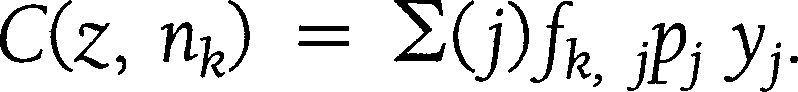 C(z, n_k) = Σ(j)f_{k, j}p_j y_j.